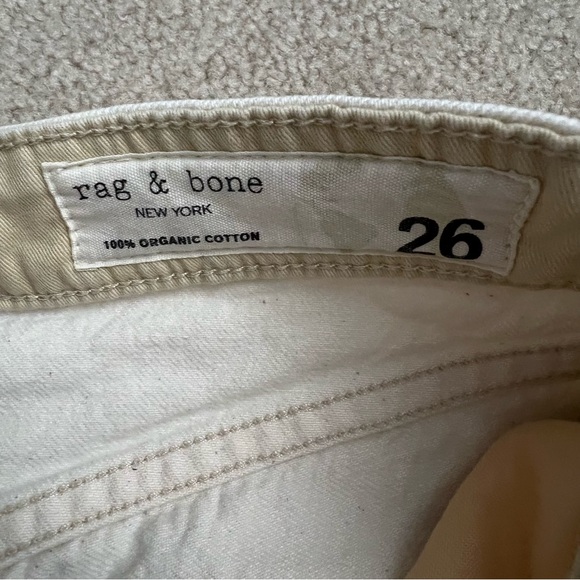 rag & bone
NEW YORK
100% ORGANIC COTTON
26